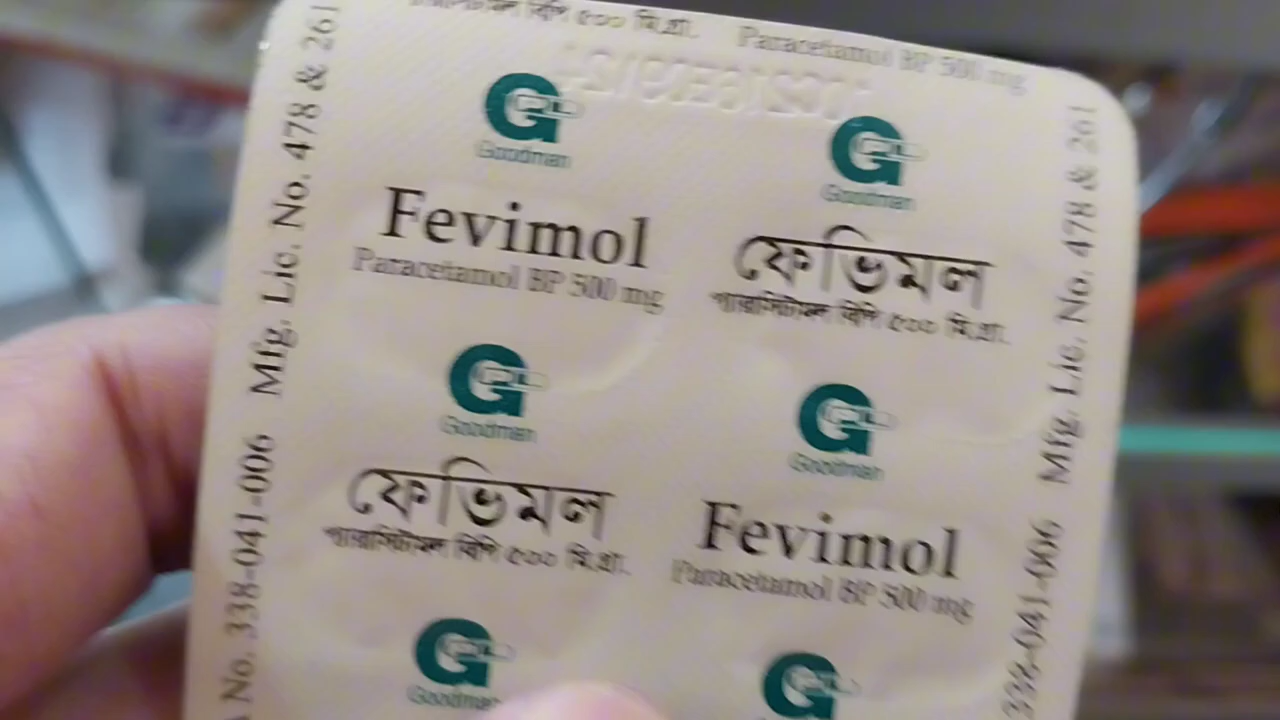 প্যারাসিটামল বিপি ৫০০ মি.গ্রা.
Paracetamol BP 500 mg
Goodman
Goodman
Fevimol
Paracetamol BP 500 mg
ফেভিমল
প্যারাসিটামল বিপি ৫০০ মি.গ্রা.
Goodman
Goodman
ফেভিমল
প্যারাসিটামল বিপি ৫০০ মি.গ্রা.
Fevimol
Paracetamol BP 500 mg
Goodman
No. 338-041-006 Mfg. Lic. No. 478 & 261
338-041-006 Mfg. Lic. No. 478 & 261